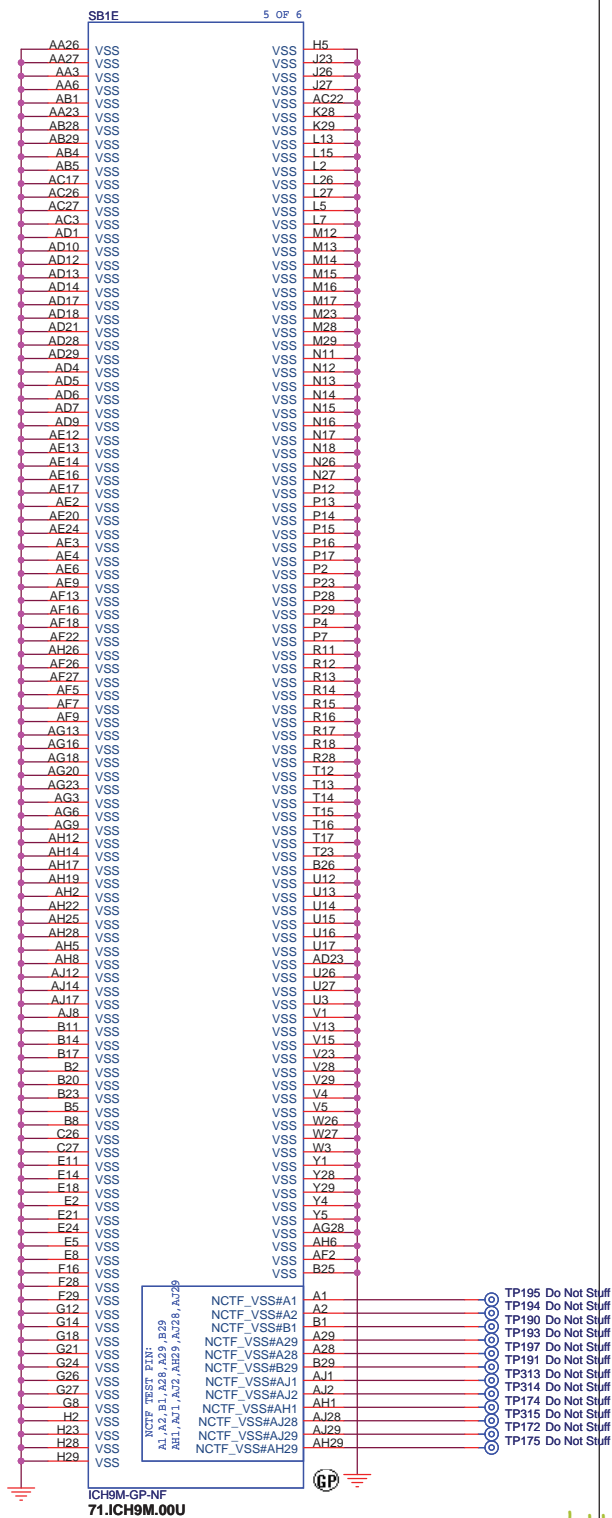 SB1E 5 OF 6
AA26 VSS VSS H5
AA27 VSS VSS J23
AA3 VSS VSS J26
AA6 VSS VSS J27
AB1 VSS VSS AC22
AA23 VSS VSS K28
AB28 VSS VSS K29
AB29 VSS VSS L13
AB4 VSS VSS L15
AB5 VSS VSS L2
AC17 VSS VSS L26
AC26 VSS VSS L27
AC27 VSS VSS L5
AC3 VSS VSS L7
AD1 VSS VSS M12
AD10 VSS VSS M13
AD12 VSS VSS M14
AD13 VSS VSS M15
AD14 VSS VSS M16
AD17 VSS VSS M17
AD18 VSS VSS M23
AD21 VSS VSS M28
AD28 VSS VSS M29
AD29 VSS VSS N11
AD4 VSS VSS N12
AD5 VSS VSS N13
AD6 VSS VSS N14
AD7 VSS VSS N15
AD9 VSS VSS N16
AE12 VSS VSS N17
AE13 VSS VSS N18
AE14 VSS VSS N26
AE16 VSS VSS N27
AE17 VSS VSS P12
AE2 VSS VSS P13
AE20 VSS VSS P14
AE24 VSS VSS P15
AE3 VSS VSS P16
AE4 VSS VSS P17
AE6 VSS VSS P2
AE9 VSS VSS P23
AF13 VSS VSS P28
AF16 VSS VSS P29
AF18 VSS VSS P4
AF22 VSS VSS P7
AH26 VSS VSS R11
AF26 VSS VSS R12
AF27 VSS VSS R13
AF5 VSS VSS R14
AF7 VSS VSS R15
AF9 VSS VSS R16
AG13 VSS VSS R17
AG16 VSS VSS R18
AG18 VSS VSS R28
AG20 VSS VSS T12
AG23 VSS VSS T13
AG3 VSS VSS T14
AG6 VSS VSS T15
AG9 VSS VSS T16
AH12 VSS VSS T17
AH14 VSS VSS T23
AH17 VSS VSS B26
AH19 VSS VSS U12
AH2 VSS VSS U13
AH22 VSS VSS U14
AH25 VSS VSS U15
AH28 VSS VSS U16
AH5 VSS VSS U17
AH8 VSS VSS AD23
AJ12 VSS VSS U26
AJ14 VSS VSS U27
AJ17 VSS VSS U3
AJ8 VSS VSS V1
B11 VSS VSS V13
B14 VSS VSS V15
B17 VSS VSS V23
B2 VSS VSS V28
B20 VSS VSS V29
B23 VSS VSS V4
B5 VSS VSS V5
B8 VSS VSS W26
C26 VSS VSS W27
C27 VSS VSS W3
E11 VSS VSS Y1
E14 VSS VSS Y28
E18 VSS VSS Y29
E2 VSS VSS Y4
E21 VSS VSS Y5
E24 VSS VSS AG28
E5 VSS VSS AH6
E8 VSS VSS AF2
F16 VSS VSS B25
F28 VSS
F29 VSS NCTF_VSS#A1 A1 TP195 Do Not Stuff
G12 VSS NCTF_VSS#A2 A2 TP194 Do Not Stuff
G14 VSS NCTF_VSS#B1 B1 TP190 Do Not Stuff
G18 VSS NCTF_VSS#A29 A29 TP193 Do Not Stuff
G21 VSS NCTF_VSS#A28 A28 TP197 Do Not Stuff
G24 VSS NCTF_VSS#B29 B29 TP191 Do Not Stuff
G26 VSS NCTF_VSS#AJ1 AJ1 TP313 Do Not Stuff
G27 VSS NCTF_VSS#AJ2 AJ2 TP314 Do Not Stuff
G8 VSS NCTF_VSS#AH1 AH1 TP174 Do Not Stuff
H2 VSS NCTF_VSS#AJ28 AJ28 TP315 Do Not Stuff
H23 VSS NCTF_VSS#AJ29 AJ29 TP172 Do Not Stuff
H28 VSS NCTF_VSS#AH29 AH29 TP175 Do Not Stuff
H29 VSS
NCTF TEST PIN:
A1,A2,B1,A28,A29,B29
AH1,AJ1,AJ2,AH29,AJ28,AJ29
GP
ICH9M-GP-NF
71.ICH9M.00U